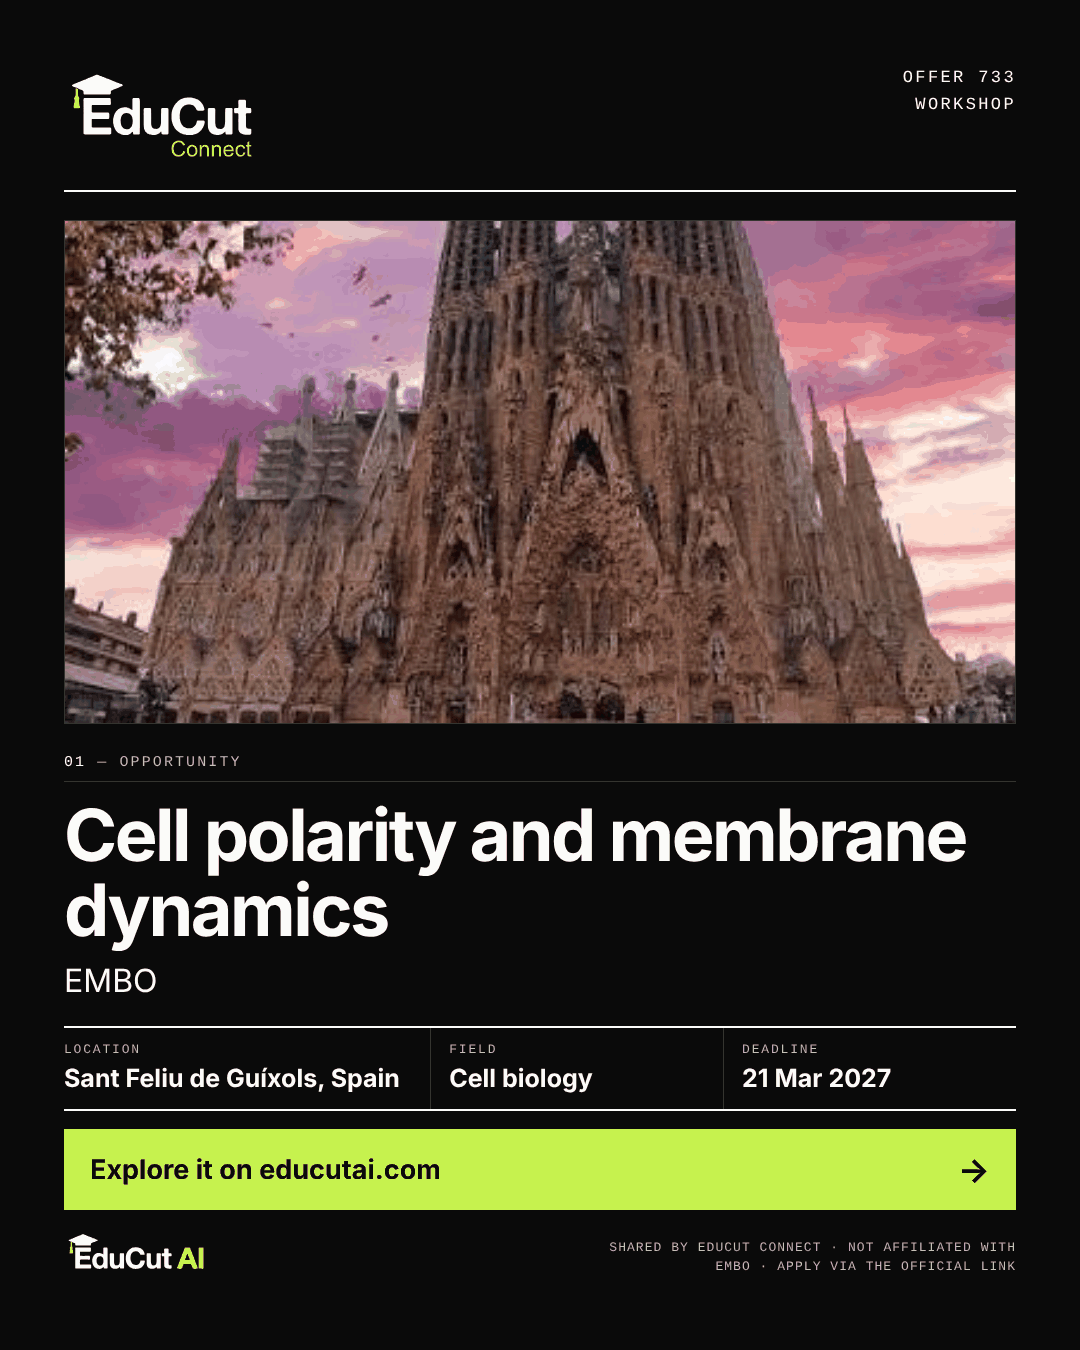 EduCut
Connect
OFFER 733
WORKSHOP
01 — OPPORTUNITY
Cell polarity and membrane
dynamics
EMBO
LOCATION
Sant Feliu de Guíxols, Spain
FIELD
Cell biology
DEADLINE
21 Mar 2027
Explore it on educutai.com
→
EduCut AI
SHARED BY EDUCUT CONNECT · NOT AFFILIATED WITH
EMBO · APPLY VIA THE OFFICIAL LINK